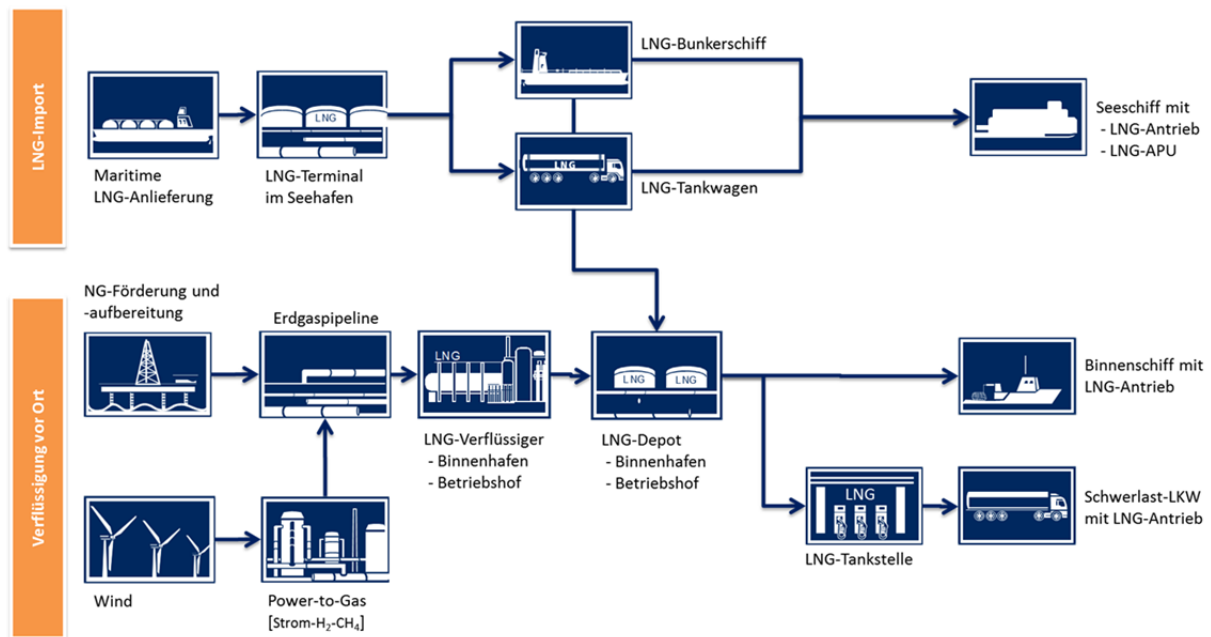 LNG-Import
Maritime
LNG-Anlieferung
LNG
LNG-Terminal
im Seehafen
LNG-Bunkerschiff
LNG
LNG-Tankwagen
Seeschiff mit
- LNG-Antrieb
- LNG-APU
Verflüssigung vor Ort
NG-Förderung und
-aufbereitung
Erdgaspipeline
LNG
LNG-Verflüssiger
- Binnenhafen
- Betriebshof
LNG LNG
LNG-Depot
- Binnenhafen
- Betriebshof
Binnenschiff mit
LNG-Antrieb
Wind
Power-to-Gas
[Strom-H₂-CH₄]
LNG
LNG-Tankstelle
Schwerlast-LKW
mit LNG-Antrieb